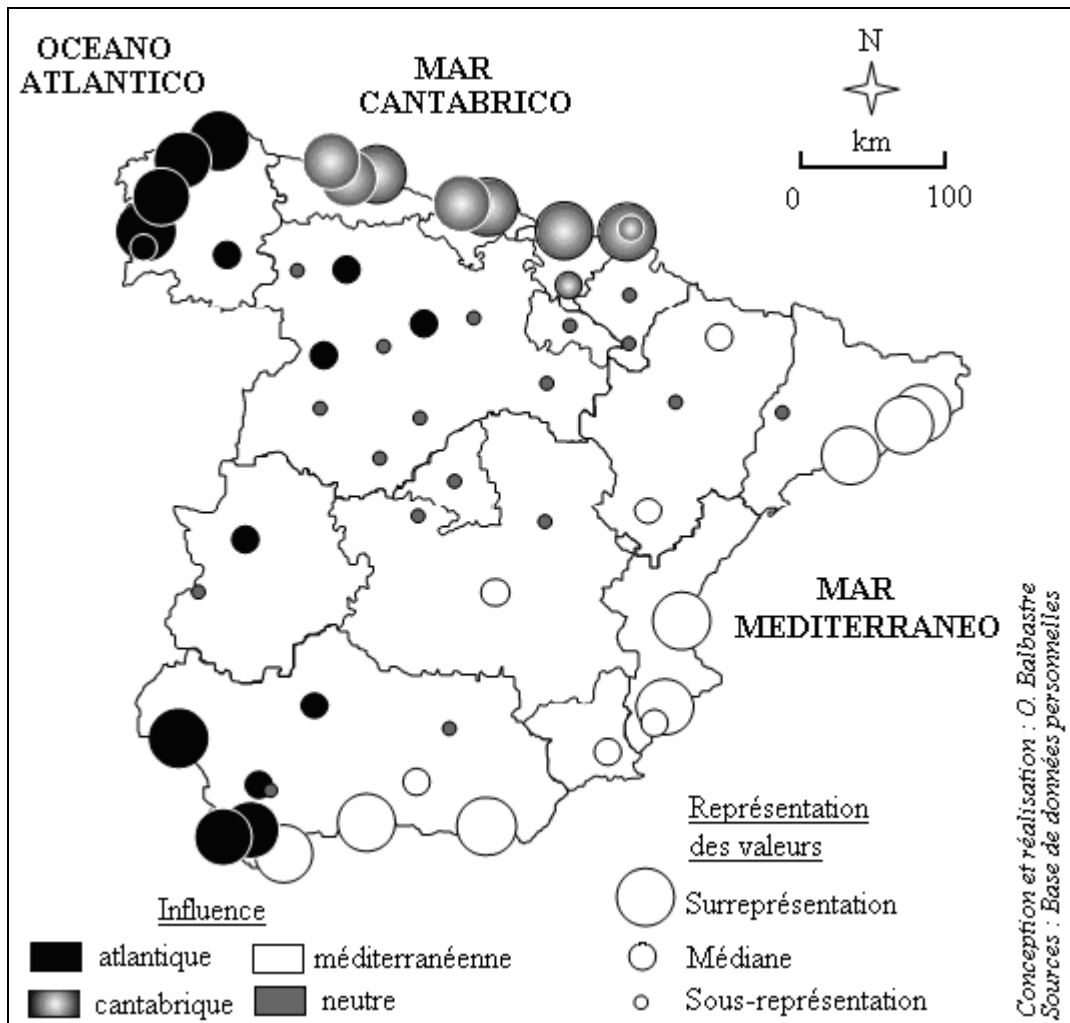 OCEANO
ATLANTICO
MAR
CANTABRICO
N
km
0 100
MAR
MEDITERRANEO
Représentation
des valeurs
Surreprésentation
Médiane
Sous-représentation
Influence
atlantique
méditerranéenne
cantabrique
neutre
Conception et réalisation : O. Balbastre
Sources : Base de données personnelles